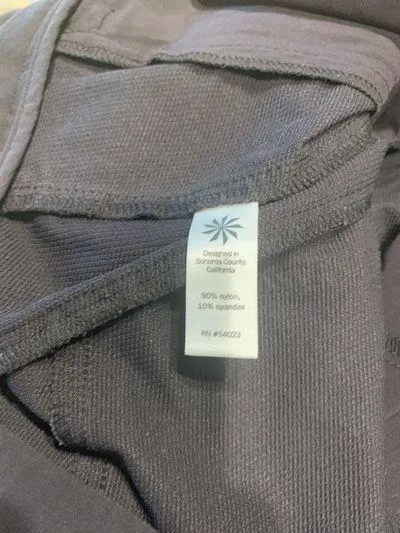 Designed in
Sonoma County,
California
90% nylon,
10% spandex
RN #54023